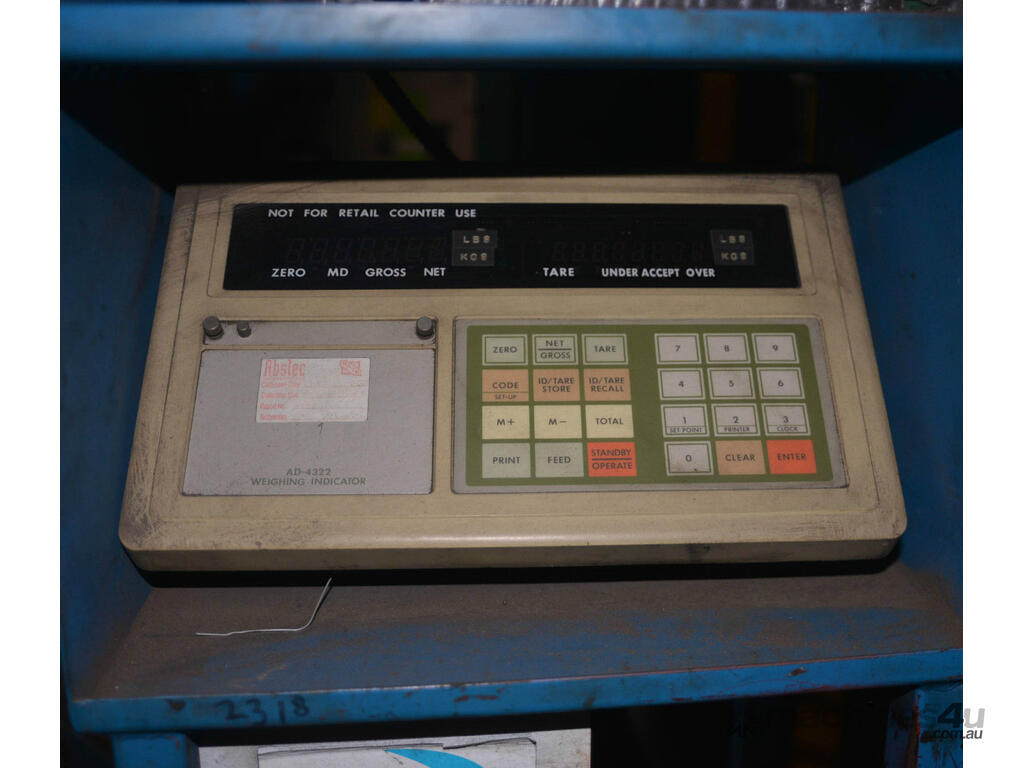 NOT FOR RETAIL COUNTER USE
LBS
KGS
LBS
KGS
ZERO MD GROSS NET
TARE UNDER ACCEPT OVER
Abstec
AD-4322
WEIGHING INDICATOR
ZERO NET GROSS TARE
CODE SET-UP ID/TARE STORE ID/TARE RECALL
M+ M- TOTAL
PRINT FEED STANDBY OPERATE
7 8 9
4 5 6
1 SET POINT 2 PRINTER 3 CLOCK
0 CLEAR ENTER
2318
s4u
.com.au